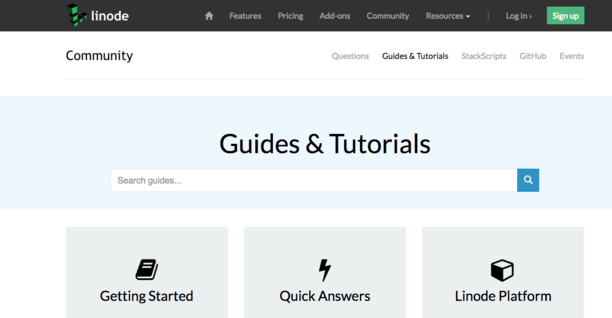 linode Features Pricing Add-ons Community Resources | Log in › Sign up
Community Questions Guides & Tutorials StackScripts GitHub Events
Guides & Tutorials
Search guides...
Getting Started Quick Answers Linode Platform